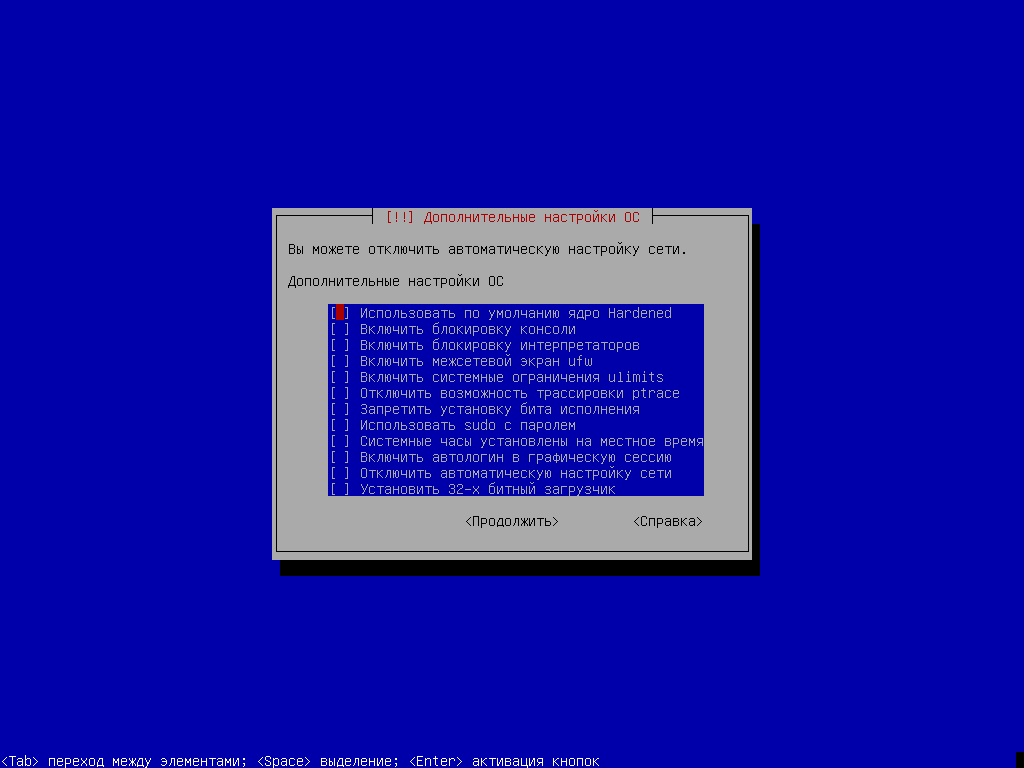 [!!] Дополнительные настройки ОС
Вы можете отключить автоматическую настройку сети.
Дополнительные настройки ОС
[ ] Использовать по умолчанию ядро Hardened
[ ] Включить блокировку консоли
[ ] Включить блокировку интерпретаторов
[ ] Включить межсетевой экран ufw
[ ] Включить системные ограничения ulimits
[ ] Отключить возможность трассировки ptrace
[ ] Запретить установку бита исполнения
[ ] Использовать sudo с паролем
[ ] Системные часы установлены на местное время
[ ] Включить автологин в графическую сессию
[ ] Отключить автоматическую настройку сети
[ ] Установить 32-х битный загрузчик
<Продолжить> <Справка>
<Tab> переход между элементами; <Space> выделение; <Enter> активация кнопок